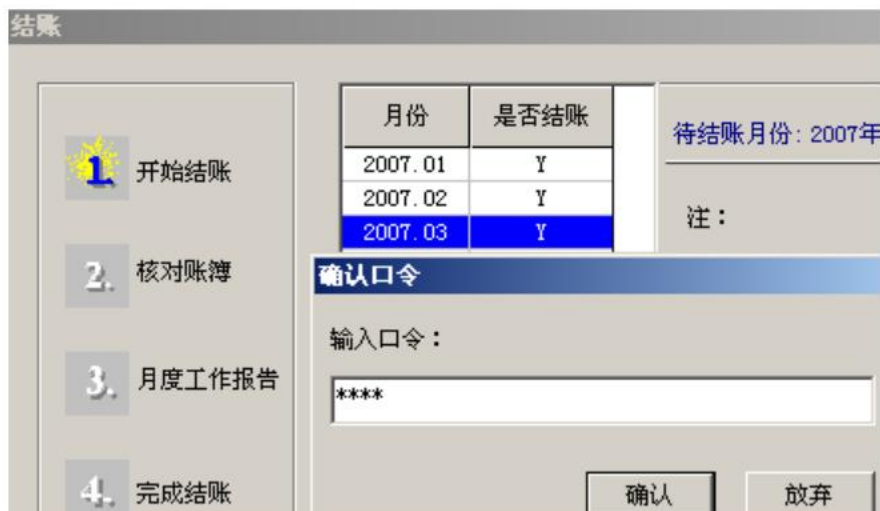 结账
1. 开始结账
2. 核对账簿
3. 月度工作报告
4. 完成结账
月份 是否结账
2007.01 Y
2007.02 Y
2007.03 Y
待结账月份: 2007年
注：
确认口令
输入口令：
****
确认 放弃